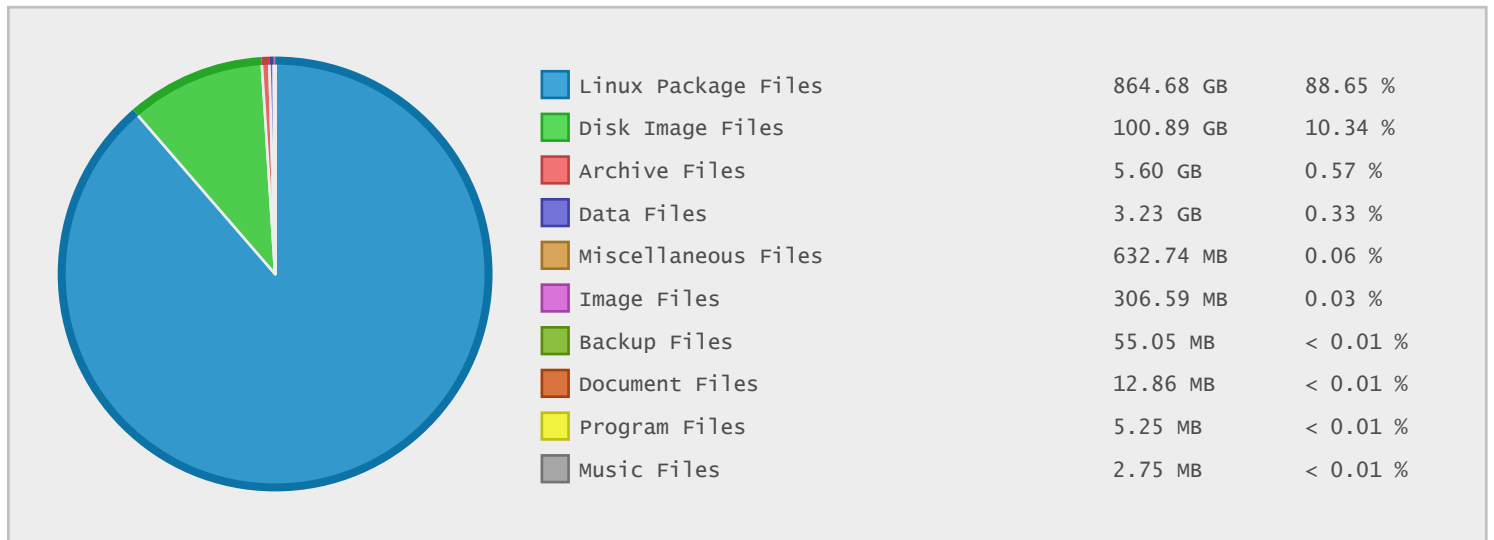 Linux Package Files 864.68 GB 88.65 %
Disk Image Files 100.89 GB 10.34 %
Archive Files 5.60 GB 0.57 %
Data Files 3.23 GB 0.33 %
Miscellaneous Files 632.74 MB 0.06 %
Image Files 306.59 MB 0.03 %
Backup Files 55.05 MB < 0.01 %
Document Files 12.86 MB < 0.01 %
Program Files 5.25 MB < 0.01 %
Music Files 2.75 MB < 0.01 %